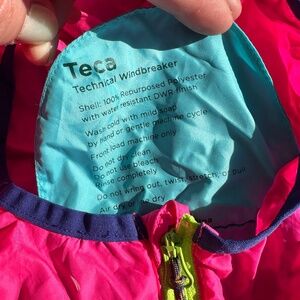 Teca
Technical Windbreaker
Shell: 100% Repurposed Polyester
with water resistant DWR finish
Wash cold with mild soap
by hand or gentle machine cycle
Front load machine only
Do not dry clean
Do not use bleach
Rinse completely
Do not wring out, twist, stretch, or pull
Air dry or line dry